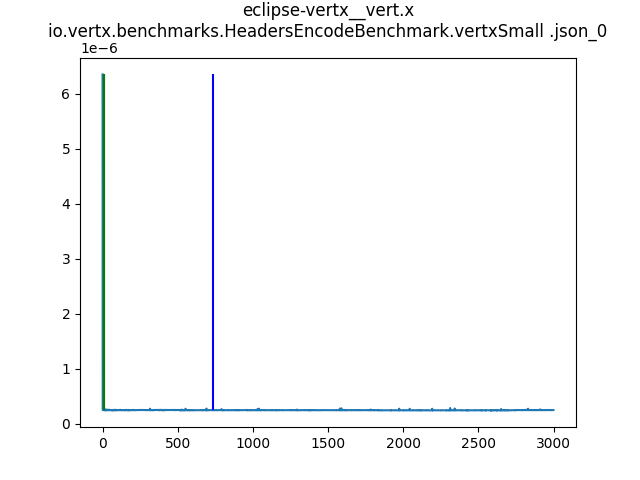 eclipse-vertx__vert.x
io.vertx.benchmarks.HeadersEncodeBenchmark.vertxSmall .json_0
1e−6
6
5
4
3
2
1
0
0 500 1000 1500 2000 2500 3000